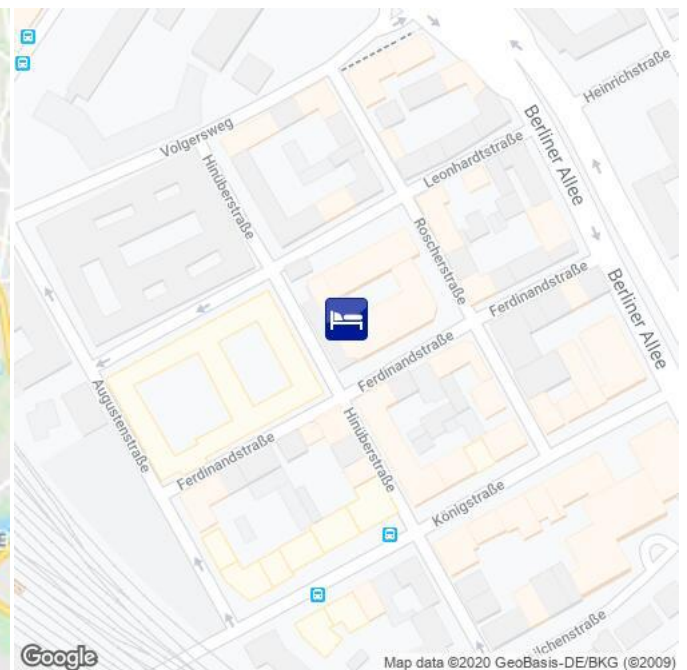 Heinrichstraße
Berliner Allee
Volgersweg
Leonhardtstraße
Hinüberstraße
Roscherstraße
Ferdinandstraße
Berliner Allee
Ferdinandstraße
Augustenstraße
Hinüberstraße
Ferdinandstraße
Königstraße
ilchenstraße
Google
Map data ©2020 GeoBasis-DE/BKG (©2009)